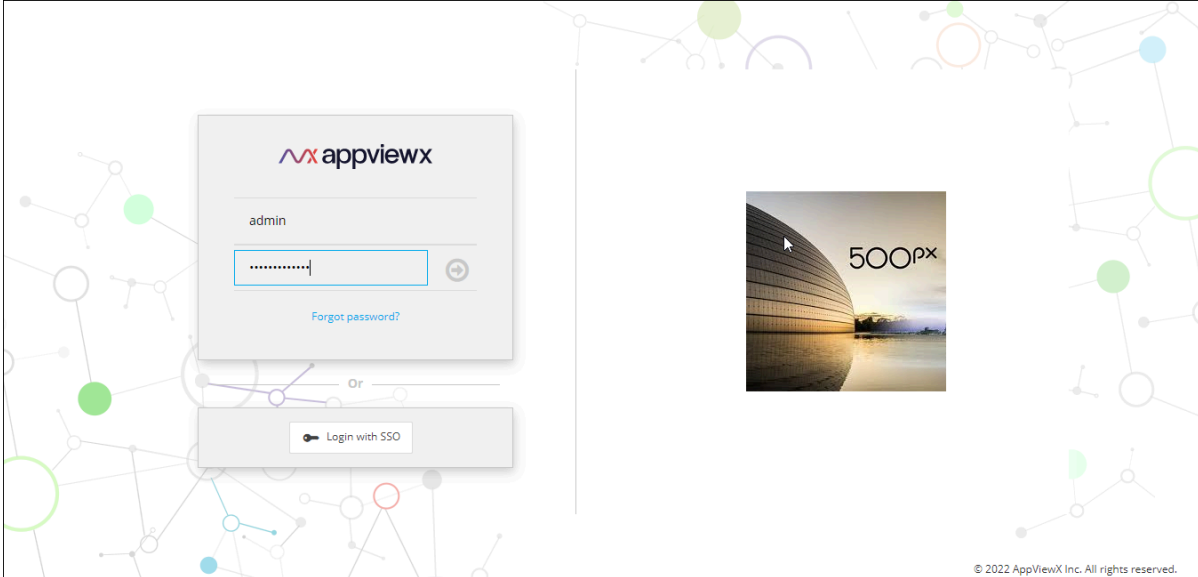 appviewx
admin
•••••••••••••
Forgot password?
Or
Login with SSO
500px
© 2022 AppViewX Inc. All rights reserved.